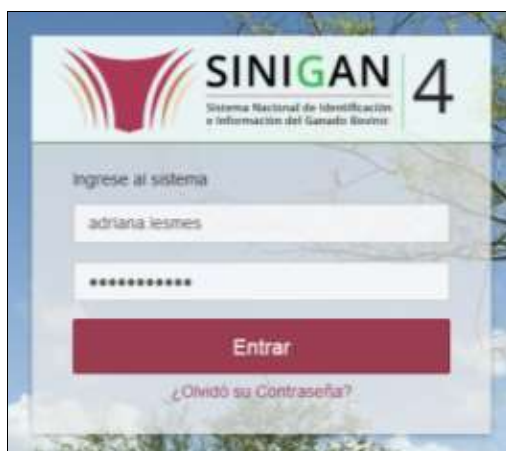 SINIGAN 4
Sistema Nacional de Identificación
e Información del Ganado Bovino
Ingrese al sistema
adriana lesmes
•••••••••••
Entrar
¿Olvidó su Contraseña?